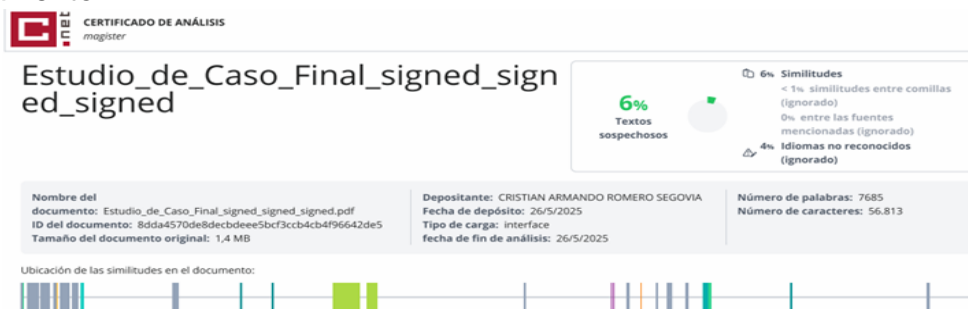 .net
CERTIFICADO DE ANÁLISIS
magister
Estudio_de_Caso_Final_signed_sign
ed_signed
6%
Textos
sospechosos
6% Similitudes
< 1% similitudes entre comillas
(ignorado)
0% entre las fuentes
mencionadas (ignorado)
4% Idiomas no reconocidos
(ignorado)
Nombre del
documento: Estudio_de_Caso_Final_signed_signed_signed.pdf
ID del documento: 8dda4570de8decbdeee5bcf3ccb4cb4f96642de5
Tamaño del documento original: 1,4 MB
Depositante: CRISTIAN ARMANDO ROMERO SEGOVIA
Fecha de depósito: 26/5/2025
Tipo de carga: interface
fecha de fin de análisis: 26/5/2025
Número de palabras: 7685
Número de caracteres: 56.813
Ubicación de las similitudes en el documento: